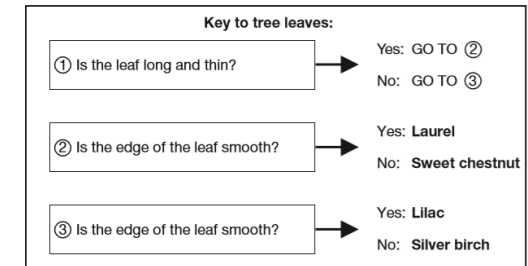 Key to tree leaves:
① Is the leaf long and thin?
Yes: GO TO ②
No: GO TO ③
② Is the edge of the leaf smooth?
Yes: Laurel
No: Sweet chestnut
③ Is the edge of the leaf smooth?
Yes: Lilac
No: Silver birch